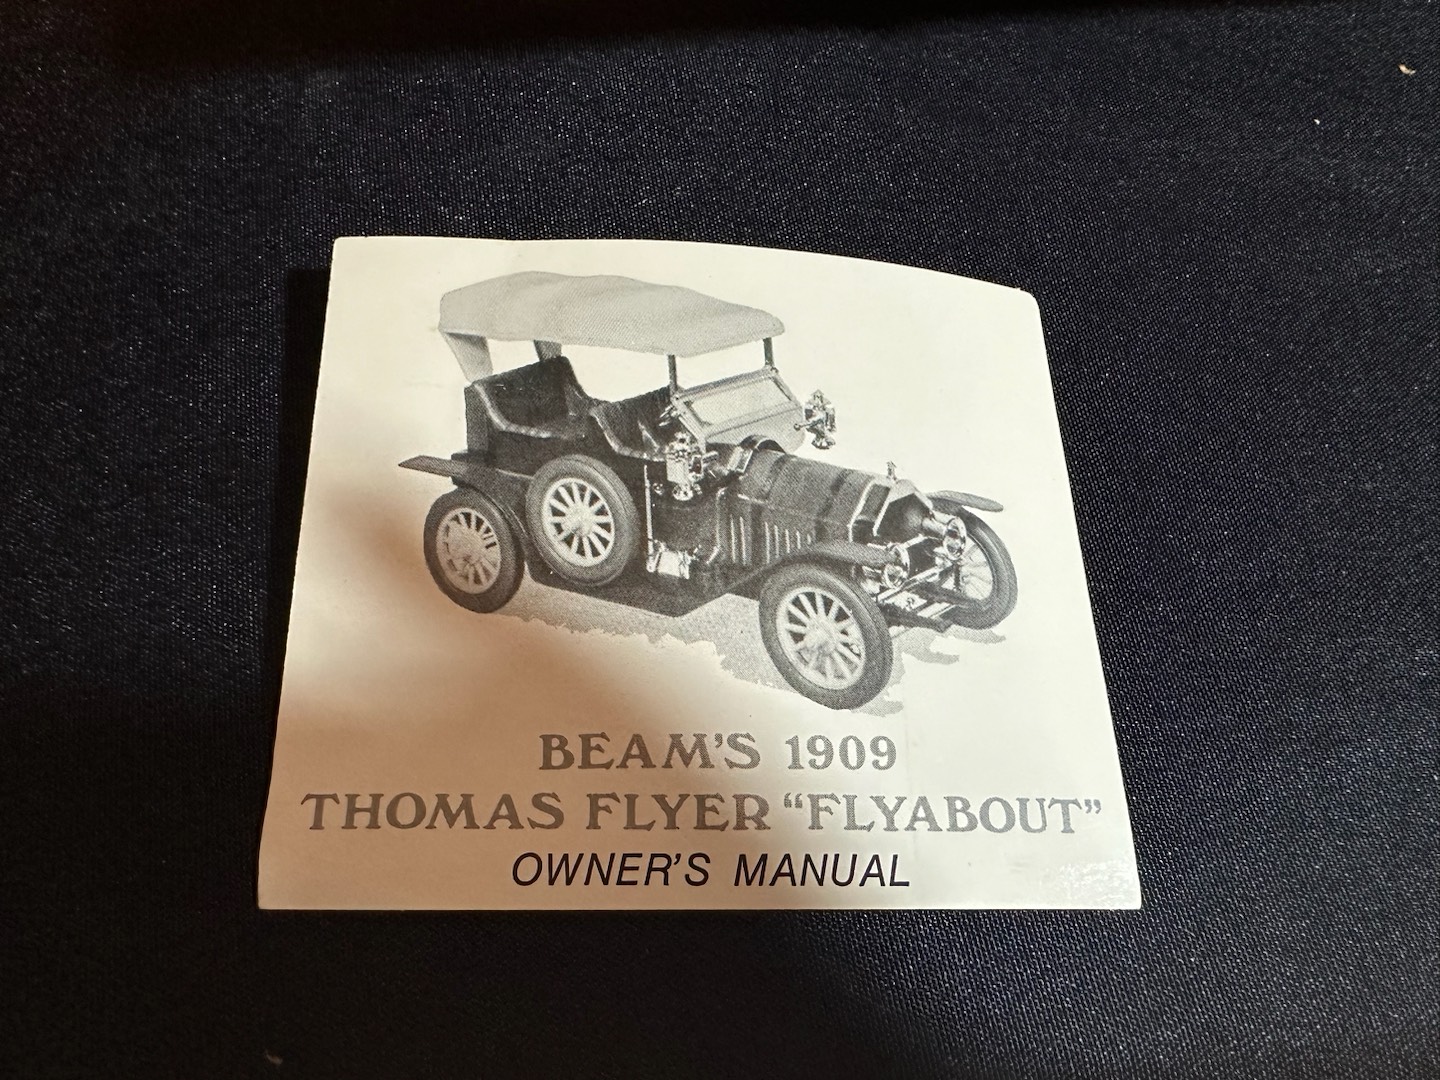 BEAM'S 1909
THOMAS FLYER “FLYABOUT”
OWNER'S MANUAL